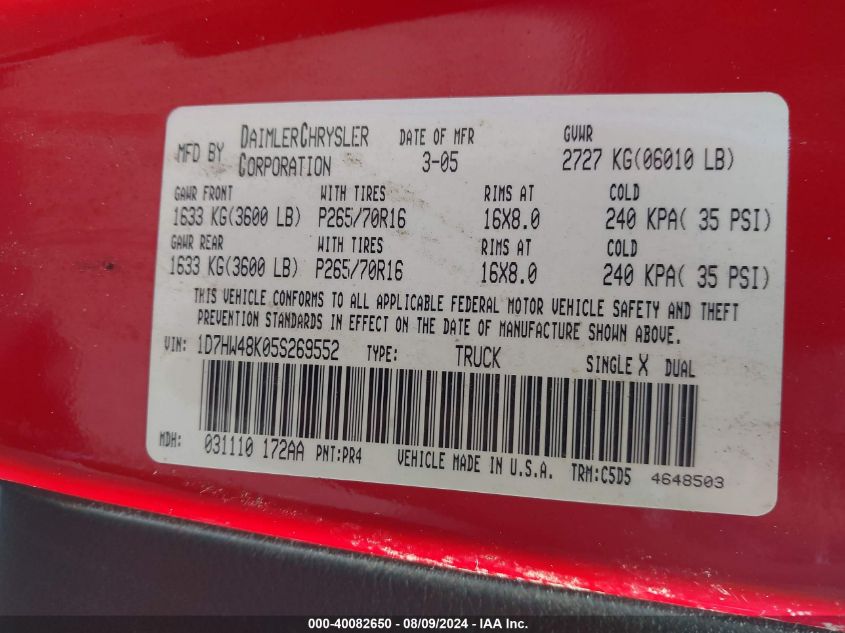 MFD BY DAIMLERCHRYSLER CORPORATION DATE OF MFR 3-05 GVWR 2727 KG(06010 LB)
GAWR FRONT WITH TIRES RIMS AT COLD
1633 KG(3600 LB) P265/70R16 16X8.0 240 KPA( 35 PSI)
GAWR REAR WITH TIRES RIMS AT COLD
1633 KG(3600 LB) P265/70R16 16X8.0 240 KPA( 35 PSI)
THIS VEHICLE CONFORMS TO ALL APPLICABLE FEDERAL MOTOR VEHICLE SAFETY AND THEFT
PREVENTION STANDARDS IN EFFECT ON THE DATE OF MANUFACTURE SHOWN ABOVE.
VIN: 1D7HW48K05S269552 TYPE: TRUCK SINGLE X DUAL
MDH: 031110 172AA PNT:PR4 VEHICLE MADE IN U.S.A. TRM:C5D5 4648503
000-40082650 - 08/09/2024 - IAA Inc.